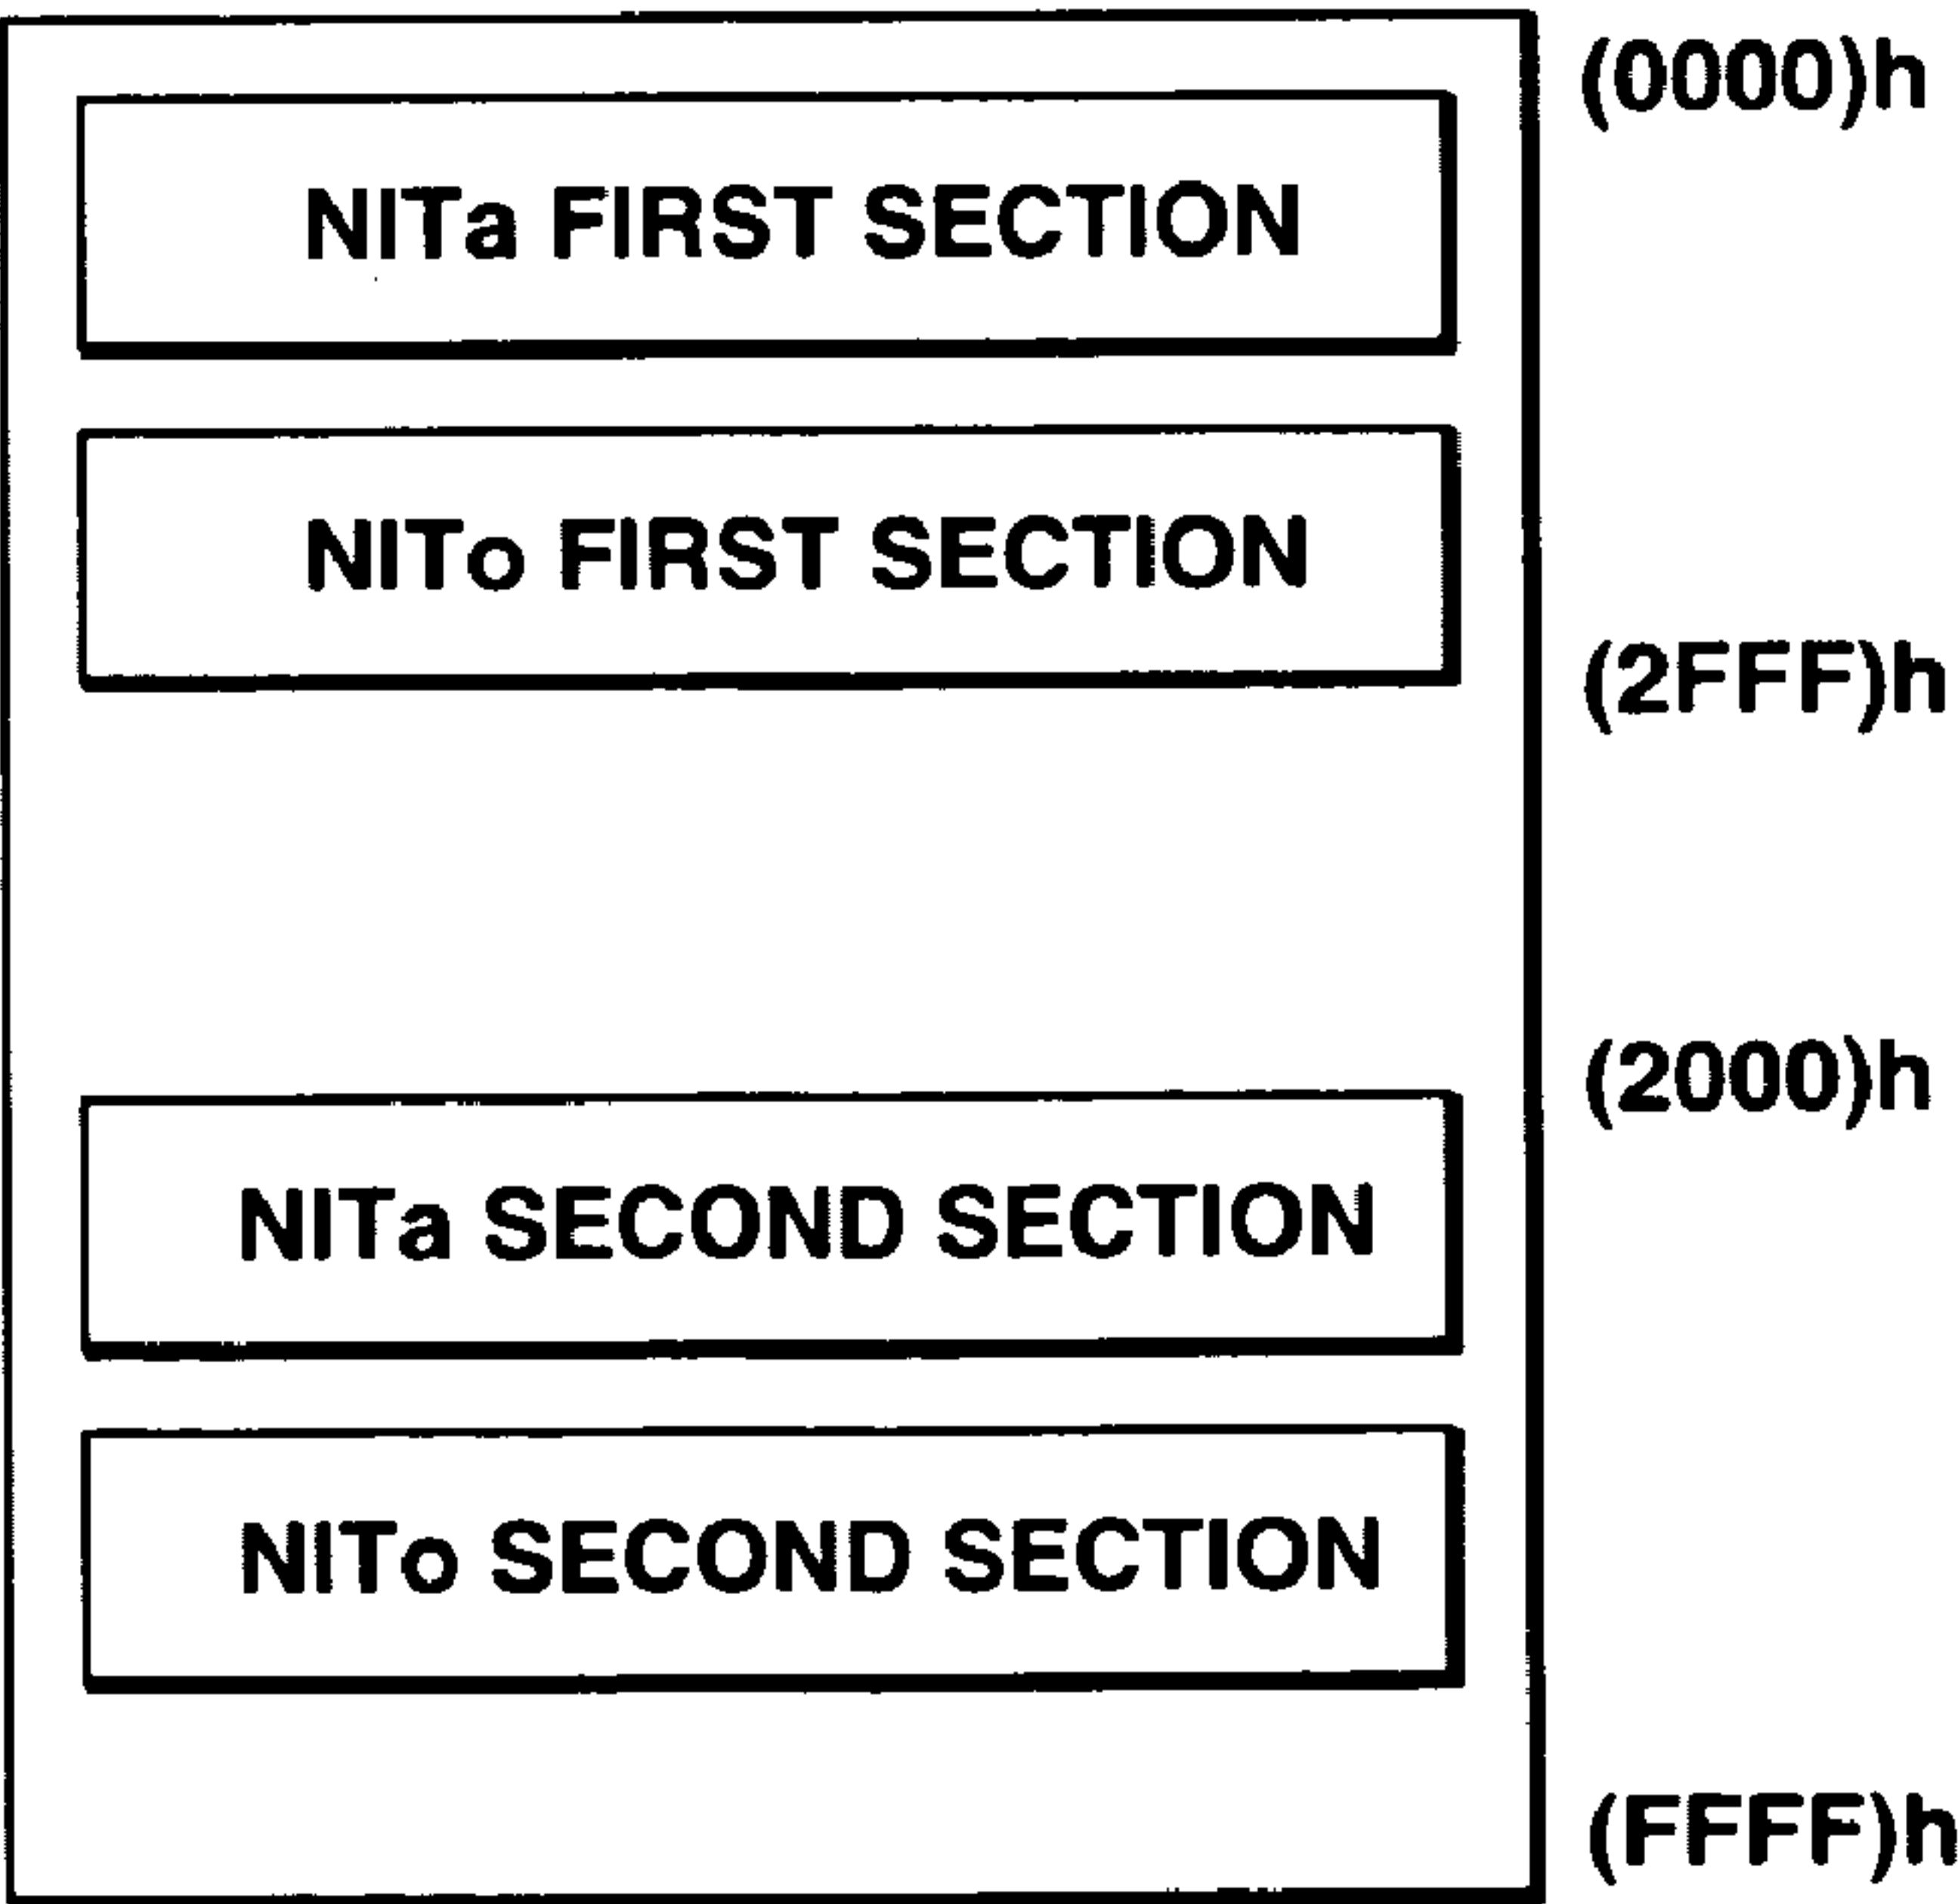 (0000)h
NITa FIRST SECTION
NITo FIRST SECTION
(2FFF)h
(2000)h
NITa SECOND SECTION
NITo SECOND SECTION
(FFFF)h